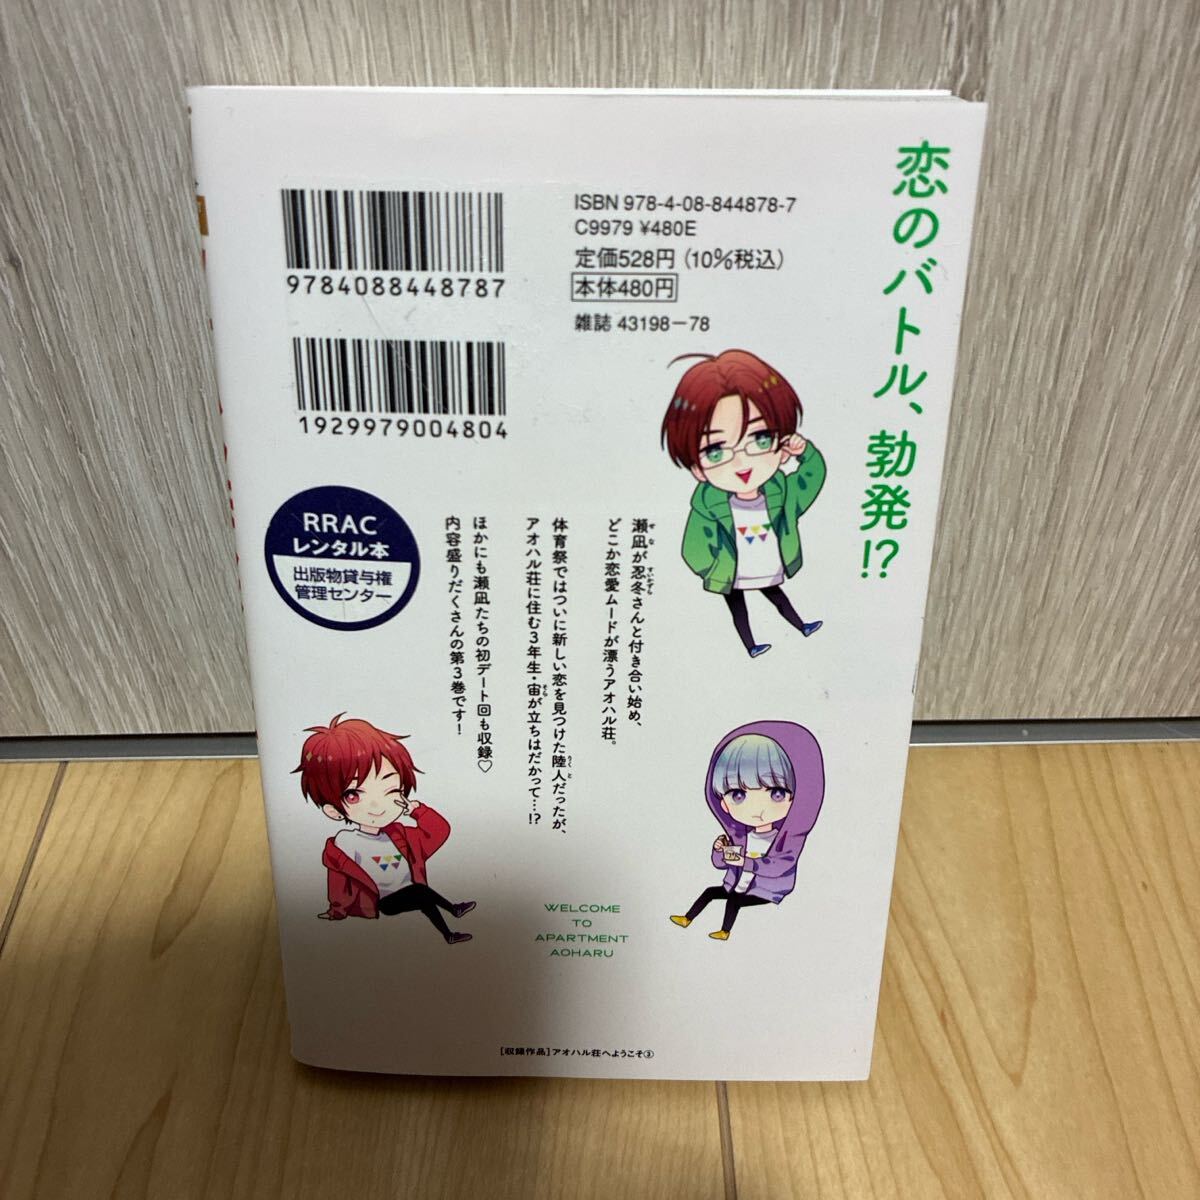 恋のバトル、勃発!?
ISBN 978-4-08-844878-7
C9979 ¥480E
定価528円(10%税込)
本体480円
雑誌 43198-78
9784088448787
1929979004804
RRAC
レンタル本
出版物貸与権
管理センター
瀬凪が忍冬さんと付き合い始め、
どこか恋愛ムードが漂うアオハル荘。
体育祭ではついに新しい恋を見つけた陸人だったが、
アオハル荘に住む3年生・宙が立ちはだかって…!?
ほかにも瀬凪たちの初デート回も収録♡
内容盛りだくさんの第3巻です!
WELCOME
TO
APARTMENT
AOHARU
[収録作品]アオハル荘へようこそ③